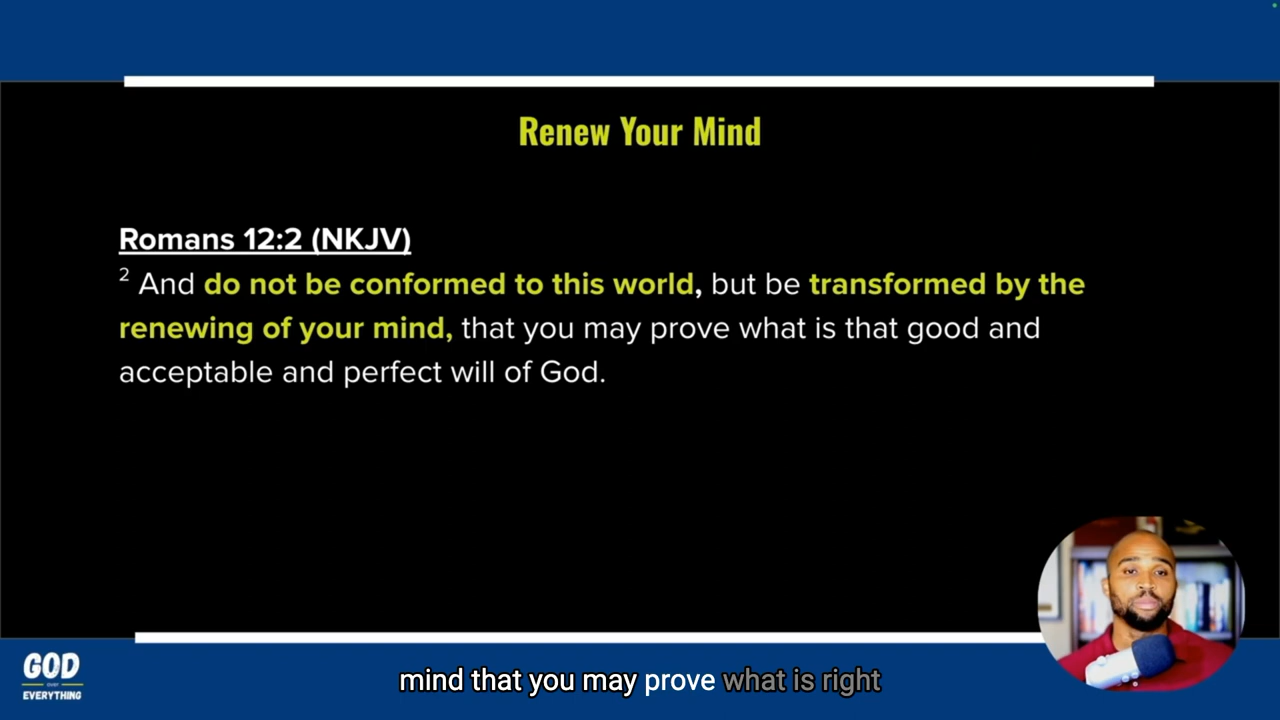 Renew Your Mind
Romans 12:2 (NKJV)
2 And do not be conformed to this world, but be transformed by the
renewing of your mind, that you may prove what is that good and
acceptable and perfect will of God.
GOD
over
EVERYTHING
mind that you may prove what is right